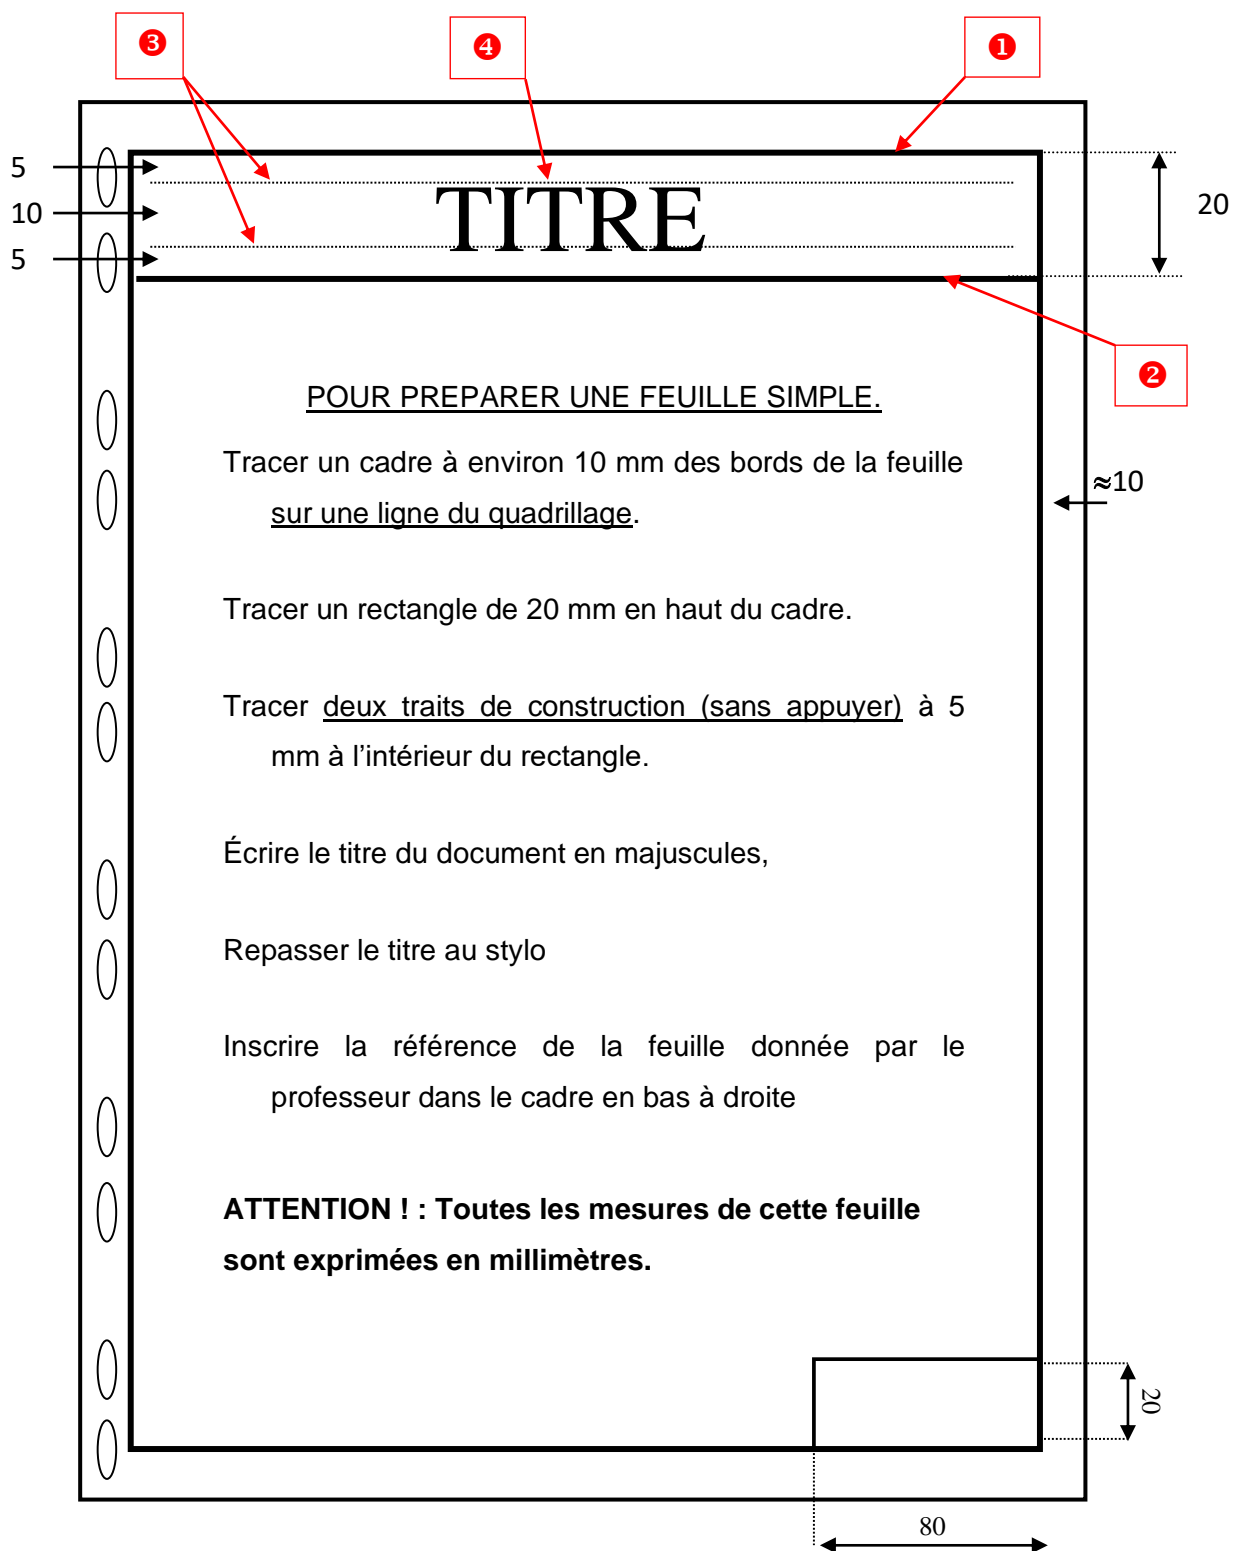 ❸ ❹ ❶
5
TITRE
20
10
5
❷
POUR PREPARER UNE FEUILLE SIMPLE.
Tracer un cadre à environ 10 mm des bords de la feuille
≈10
sur une ligne du quadrillage.
Tracer un rectangle de 20 mm en haut du cadre.
Tracer deux traits de construction (sans appuyer) à 5
mm à l’intérieur du rectangle.
Écrire le titre du document en majuscules,
Repasser le titre au stylo
Inscrire la référence de la feuille donnée par le
professeur dans le cadre en bas à droite
ATTENTION ! : Toutes les mesures de cette feuille
sont exprimées en millimètres.
20
80